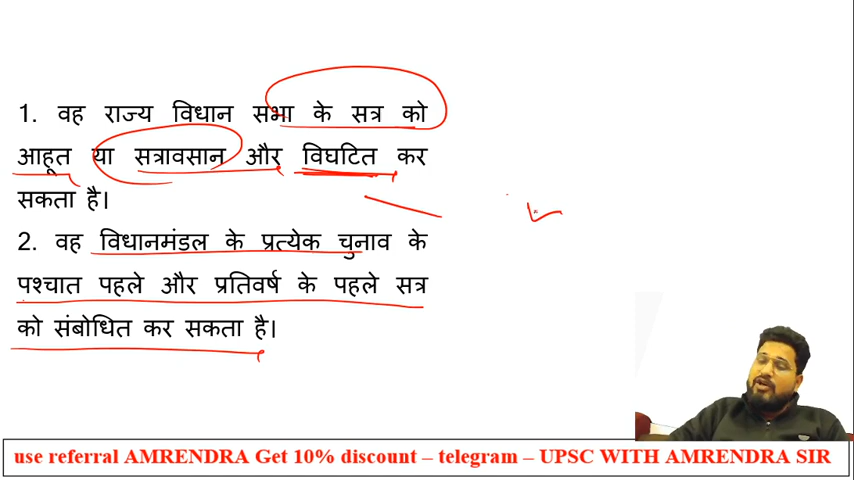 1. वह राज्य विधान सभा के सत्र को
आहूत या सत्रावसान और विघटित कर
सकता है।
2. वह विधानमंडल के प्रत्येक चुनाव के
पश्चात पहले और प्रतिवर्ष के पहले सत्र
को संबोधित कर सकता है।
use referral AMRENDRA Get 10% discount – telegram – UPSC WITH AMRENDRA SIR